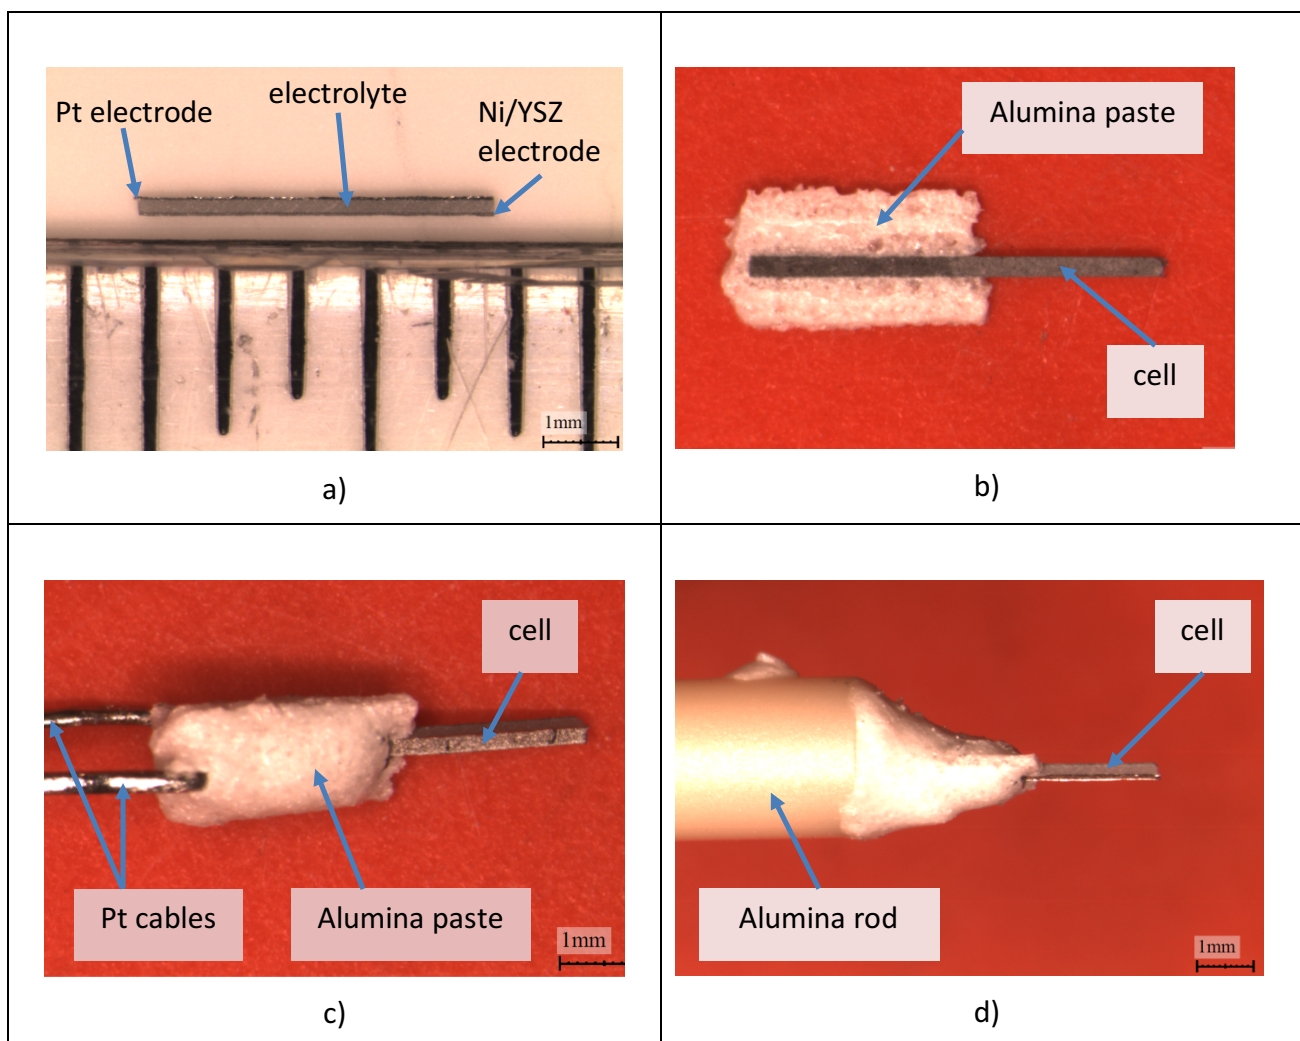 Pt electrode
electrolyte
Ni/YSZ
electrode
1mm
a)
Alumina paste
cell
b)
cell
Pt cables
Alumina paste
1mm
c)
cell
Alumina rod
1mm
d)